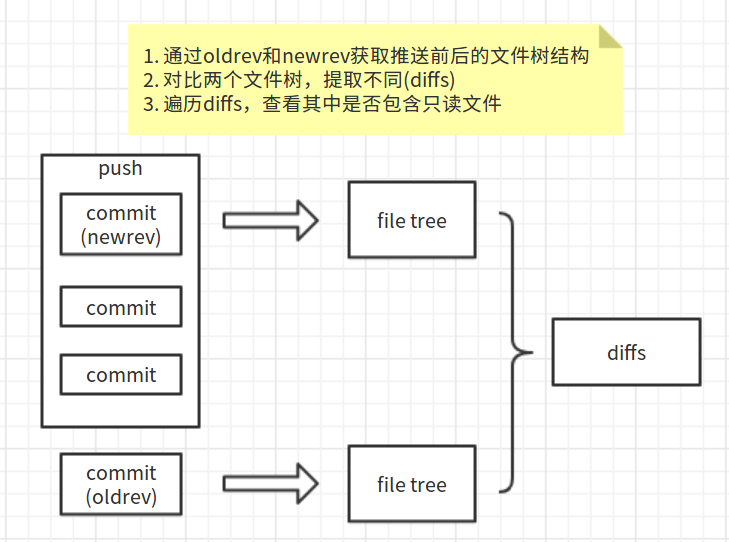 1. 通过oldrev和newrev获取推送前后的文件树结构
2. 对比两个文件树，提取不同(diffs)
3. 遍历diffs，查看其中是否包含只读文件
push
commit
(newrev)
file tree
commit
diffs
commit
commit
(oldrev)
file tree